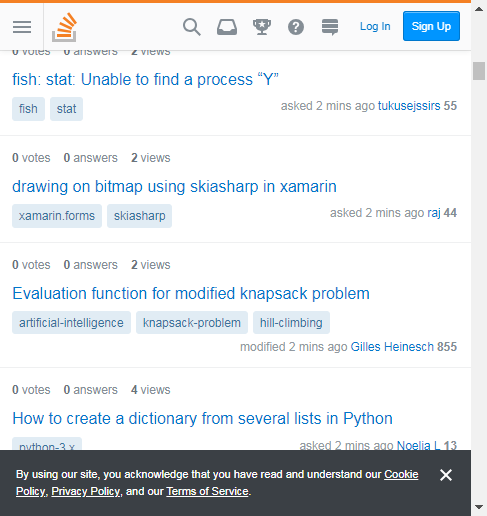 Log In
Sign Up
0 votes 0 answers 2 views
fish: stat: Unable to find a process “Y”
fish stat
asked 2 mins ago tukusejssirs 55
0 votes 0 answers 2 views
drawing on bitmap using skiasharp in xamarin
xamarin.forms skiasharp
asked 2 mins ago raj 44
0 votes 0 answers 2 views
Evaluation function for modified knapsack problem
artificial-intelligence knapsack-problem hill-climbing
modified 2 mins ago Gilles Heinesch 855
0 votes 0 answers 4 views
How to create a dictionary from several lists in Python
python-3.x
asked 2 mins ago Noelia L 13
By using our site, you acknowledge that you have read and understand our Cookie
Policy, Privacy Policy, and our Terms of Service.